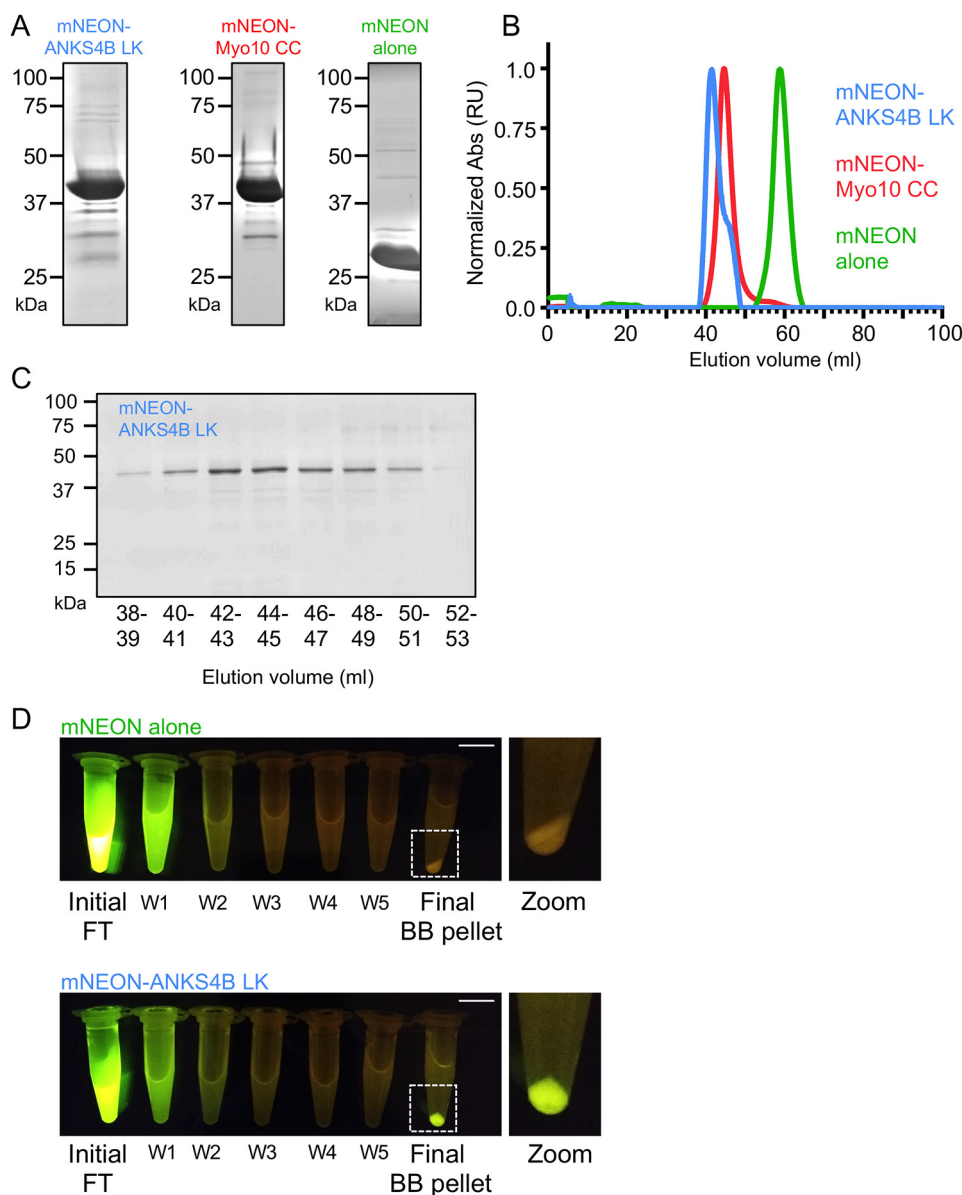 A
mNEON-
ANKS4B LK
mNEON-
Myo10 CC
mNEON
alone
100
75
50
37
25
kDa
100
75
50
37
25
kDa
100
75
50
37
25
kDa
B
Normalized Abs (RU)
1.0
0.75
0.50
0.25
0.0
0
20
40
60
80
100
Elution volume (ml)
mNEON-
ANKS4B LK
mNEON-
Myo10 CC
mNEON
alone
C
100
75
50
37
25
15
kDa
mNEON-
ANKS4B LK
38-
39
40-
41
42-
43
44-
45
46-
47
48-
49
50-
51
52-
53
Elution volume (ml)
D
mNEON alone
Initial
FT
W1
W2
W3
W4
W5
Final
BB pellet
Zoom
mNEON-ANKS4B LK
Initial
FT
W1
W2
W3
W4
W5
Final
BB pellet
Zoom